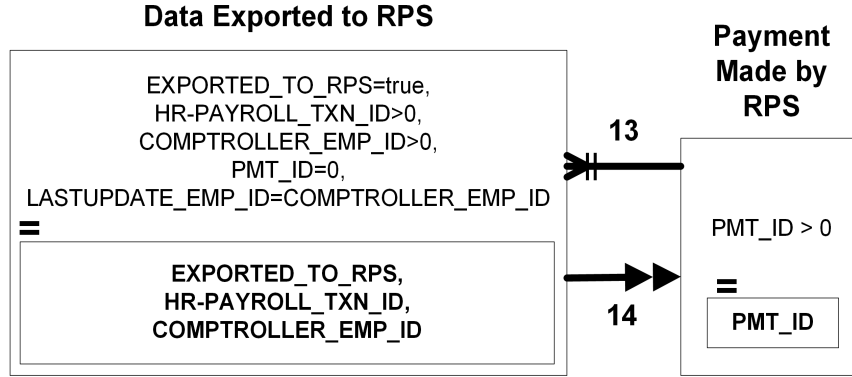 Data Exported to RPS
EXPORTED_TO_RPS=true,
HR-PAYROLL_TXN_ID>0,
COMPTROLLER_EMP_ID>0,
PMT_ID=0,
LASTUPDATE_EMP_ID=COMPTROLLER_EMP_ID
=
EXPORTED_TO_RPS,
HR-PAYROLL_TXN_ID,
COMPTROLLER_EMP_ID
13
14
Payment
Made by
RPS
PMT_ID > 0
=
PMT_ID